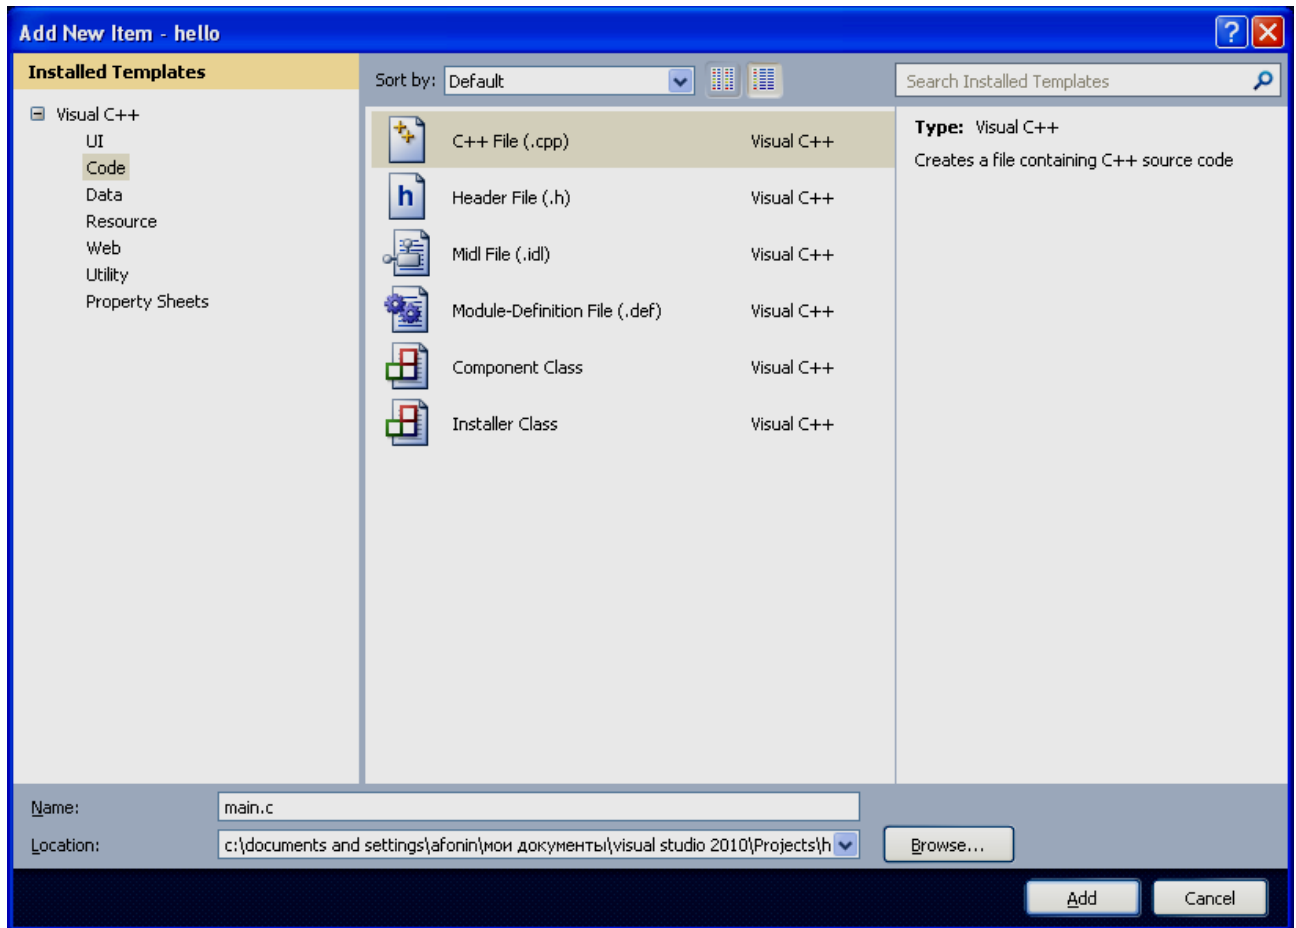 Add New Item - hello
Installed Templates
Sort by: Default
Search Installed Templates
Visual C++
UI
Code
Data
Resource
Web
Utility
Property Sheets
C++ File (.cpp) Visual C++
Header File (.h) Visual C++
Midl File (.idl) Visual C++
Module-Definition File (.def) Visual C++
Component Class Visual C++
Installer Class Visual C++
Type: Visual C++
Creates a file containing C++ source code
Name: main.c
Location: c:\documents and settings\afonin\мои документы\visual studio 2010\Projects\h
Browse...
Add Cancel